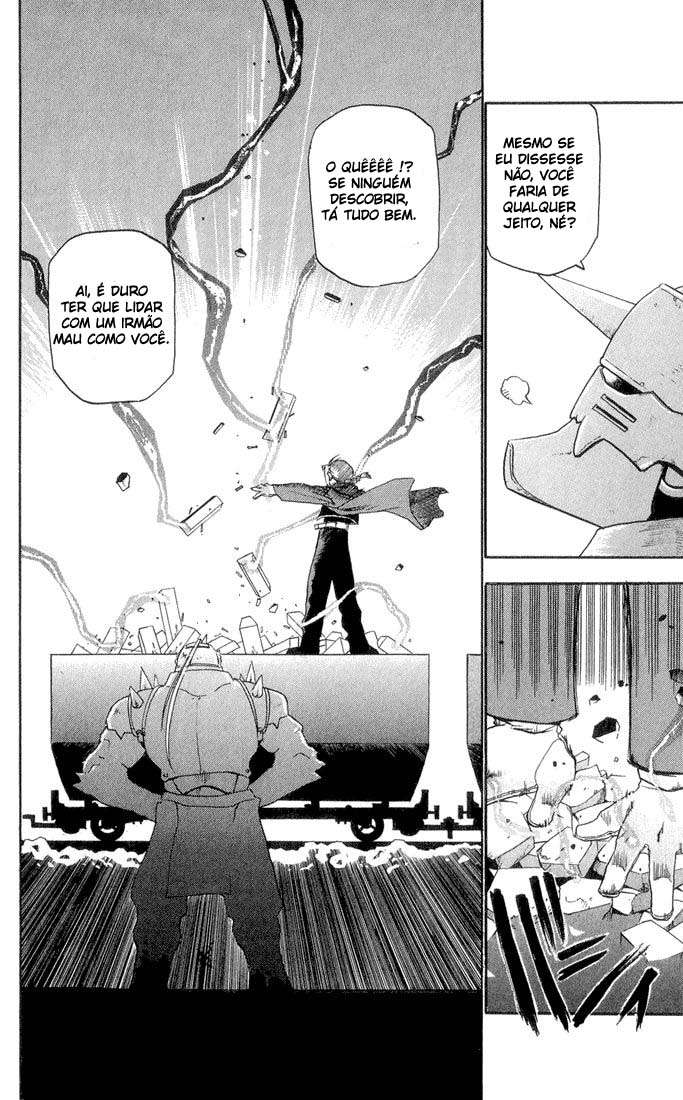 MESMO SE
EU DISSESSE
NÃO, VOCÊ
FARIA DE
QUALQUER
JEITO, NÉ?
O QUÊÊÊÊ !?
SE NINGUÉM
DESCOBRIR,
TÁ TUDO BEM.
AI, É DURO
TER QUE LIDAR
COM UM IRMÃO
MAU COMO VOCÊ.